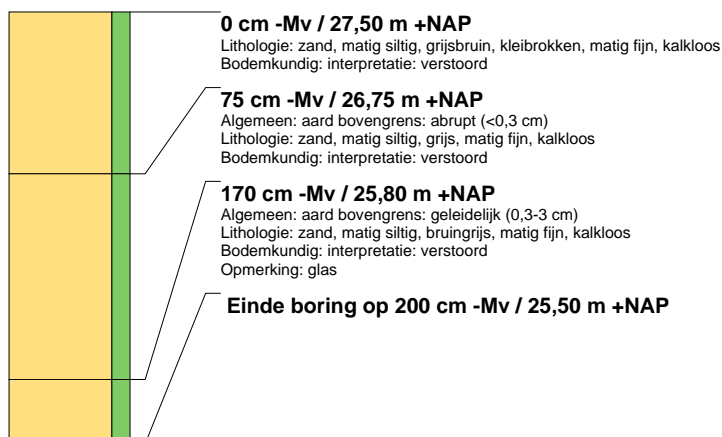 0 cm -Mv / 27,50 m +NAP
Lithologie: zand, matig siltig, grijsbruin, kleibrokken, matig fijn, kalkloos
Bodemkundig: interpretatie: verstoord
75 cm -Mv / 26,75 m +NAP
Algemeen: aard bovengrens: abrupt (<0,3 cm)
Lithologie: zand, matig siltig, grijs, matig fijn, kalkloos
Bodemkundig: interpretatie: verstoord
170 cm -Mv / 25,80 m +NAP
Algemeen: aard bovengrens: geleidelijk (0,3-3 cm)
Lithologie: zand, matig siltig, bruingrijs, matig fijn, kalkloos
Bodemkundig: interpretatie: verstoord
Opmerking: glas
Einde boring op 200 cm -Mv / 25,50 m +NAP